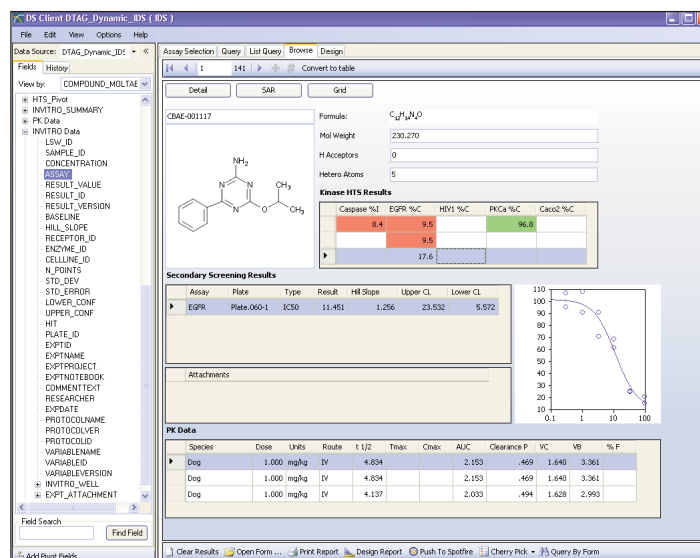 DS Client DTAG_Dynamic_IDS ( IDS )
File Edit View Options Help
Data Source: DTAG_Dynamic_IDS «
Assay Selection Query List Query Browse Design
Fields History
1 141 Convert to table
View by: COMPOUND_MOLTAB
Detail SAR Grid
HTS_Pivot
INVITRO_SUMMARY
PK Data
INVITRO Data
LSW_ID
SAMPLE_ID
CONCENTRATION
ASSAY
RESULT_VALUE
RESULT_ID
RESULT_VERSION
BASELINE
HILL_SLOPE
RECEPTOR_ID
ENZYME_ID
CELLLINE_ID
N_POINTS
STD_DEV
STD_ERROR
LOWER_CONF
UPPER_CONF
HIT
PLATE_ID
EXPTID
EXPTNAME
EXPTPROJECT
EXPTNOTEBOOK
COMMENTTEXT
RESEARCHER
EXPDATE
PROTOCOLNAME
PROTOCOLVER
PROTOCOLID
VARIABLENAME
VARIABLEID
VARIABLEVERSION
INVITRO_WELL
EXPT_ATTACHMENT
Field Search
Find Field
Add Pivot Fields
CBAE-001117
NH2
N N
N O CH3
CH3
Formula: C12H14N4O
Mol Weight 230.270
H Acceptors 0
Hetero Atoms 5
Kinase HTS Results
Caspase %I EGFR %C HIV1 %C PKCa %C Caco2 %C
8.4 9.5 96.8
9.5
17.6
Secondary Screening Results
Assay Plate Type Result Hill Slope Upper CL Lower CL
EGFR Plate.060-1 IC50 11.451 1.256 23.532 5.572
Attachments
110
100
90
80
70
60
50
40
30
20
10
0.1 1 10 100
PK Data
Species Dose Units Route t 1/2 Tmax Cmax AUC Clearance P VC VB % F
Dog 1.000 mg/kg IV 4.834 2.153 .469 1.640 3.361
Dog 1.000 mg/kg IV 4.834 2.153 .469 1.640 3.361
Dog 1.000 mg/kg IV 4.137 2.033 .494 1.628 2.993
Clear Results Open Form ... Print Report Design Report Push To Spotfire Cherry Pick Query By Form